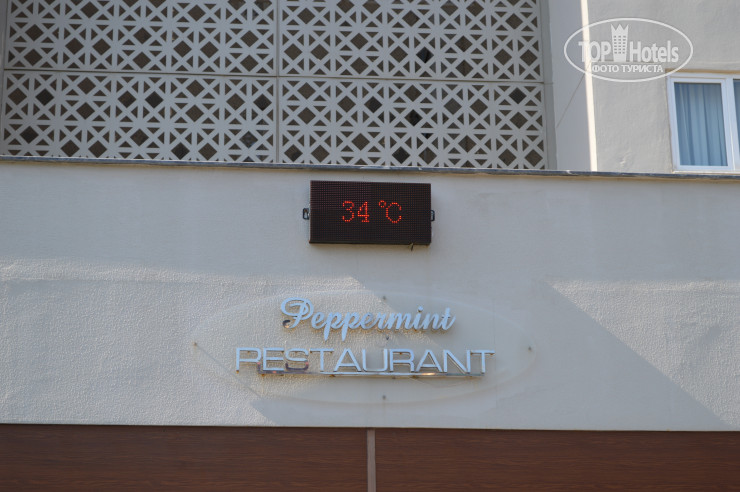 TOP Hotels
ФОТО ТУРИСТА
34 °C
Peppermint
RESTAURANT